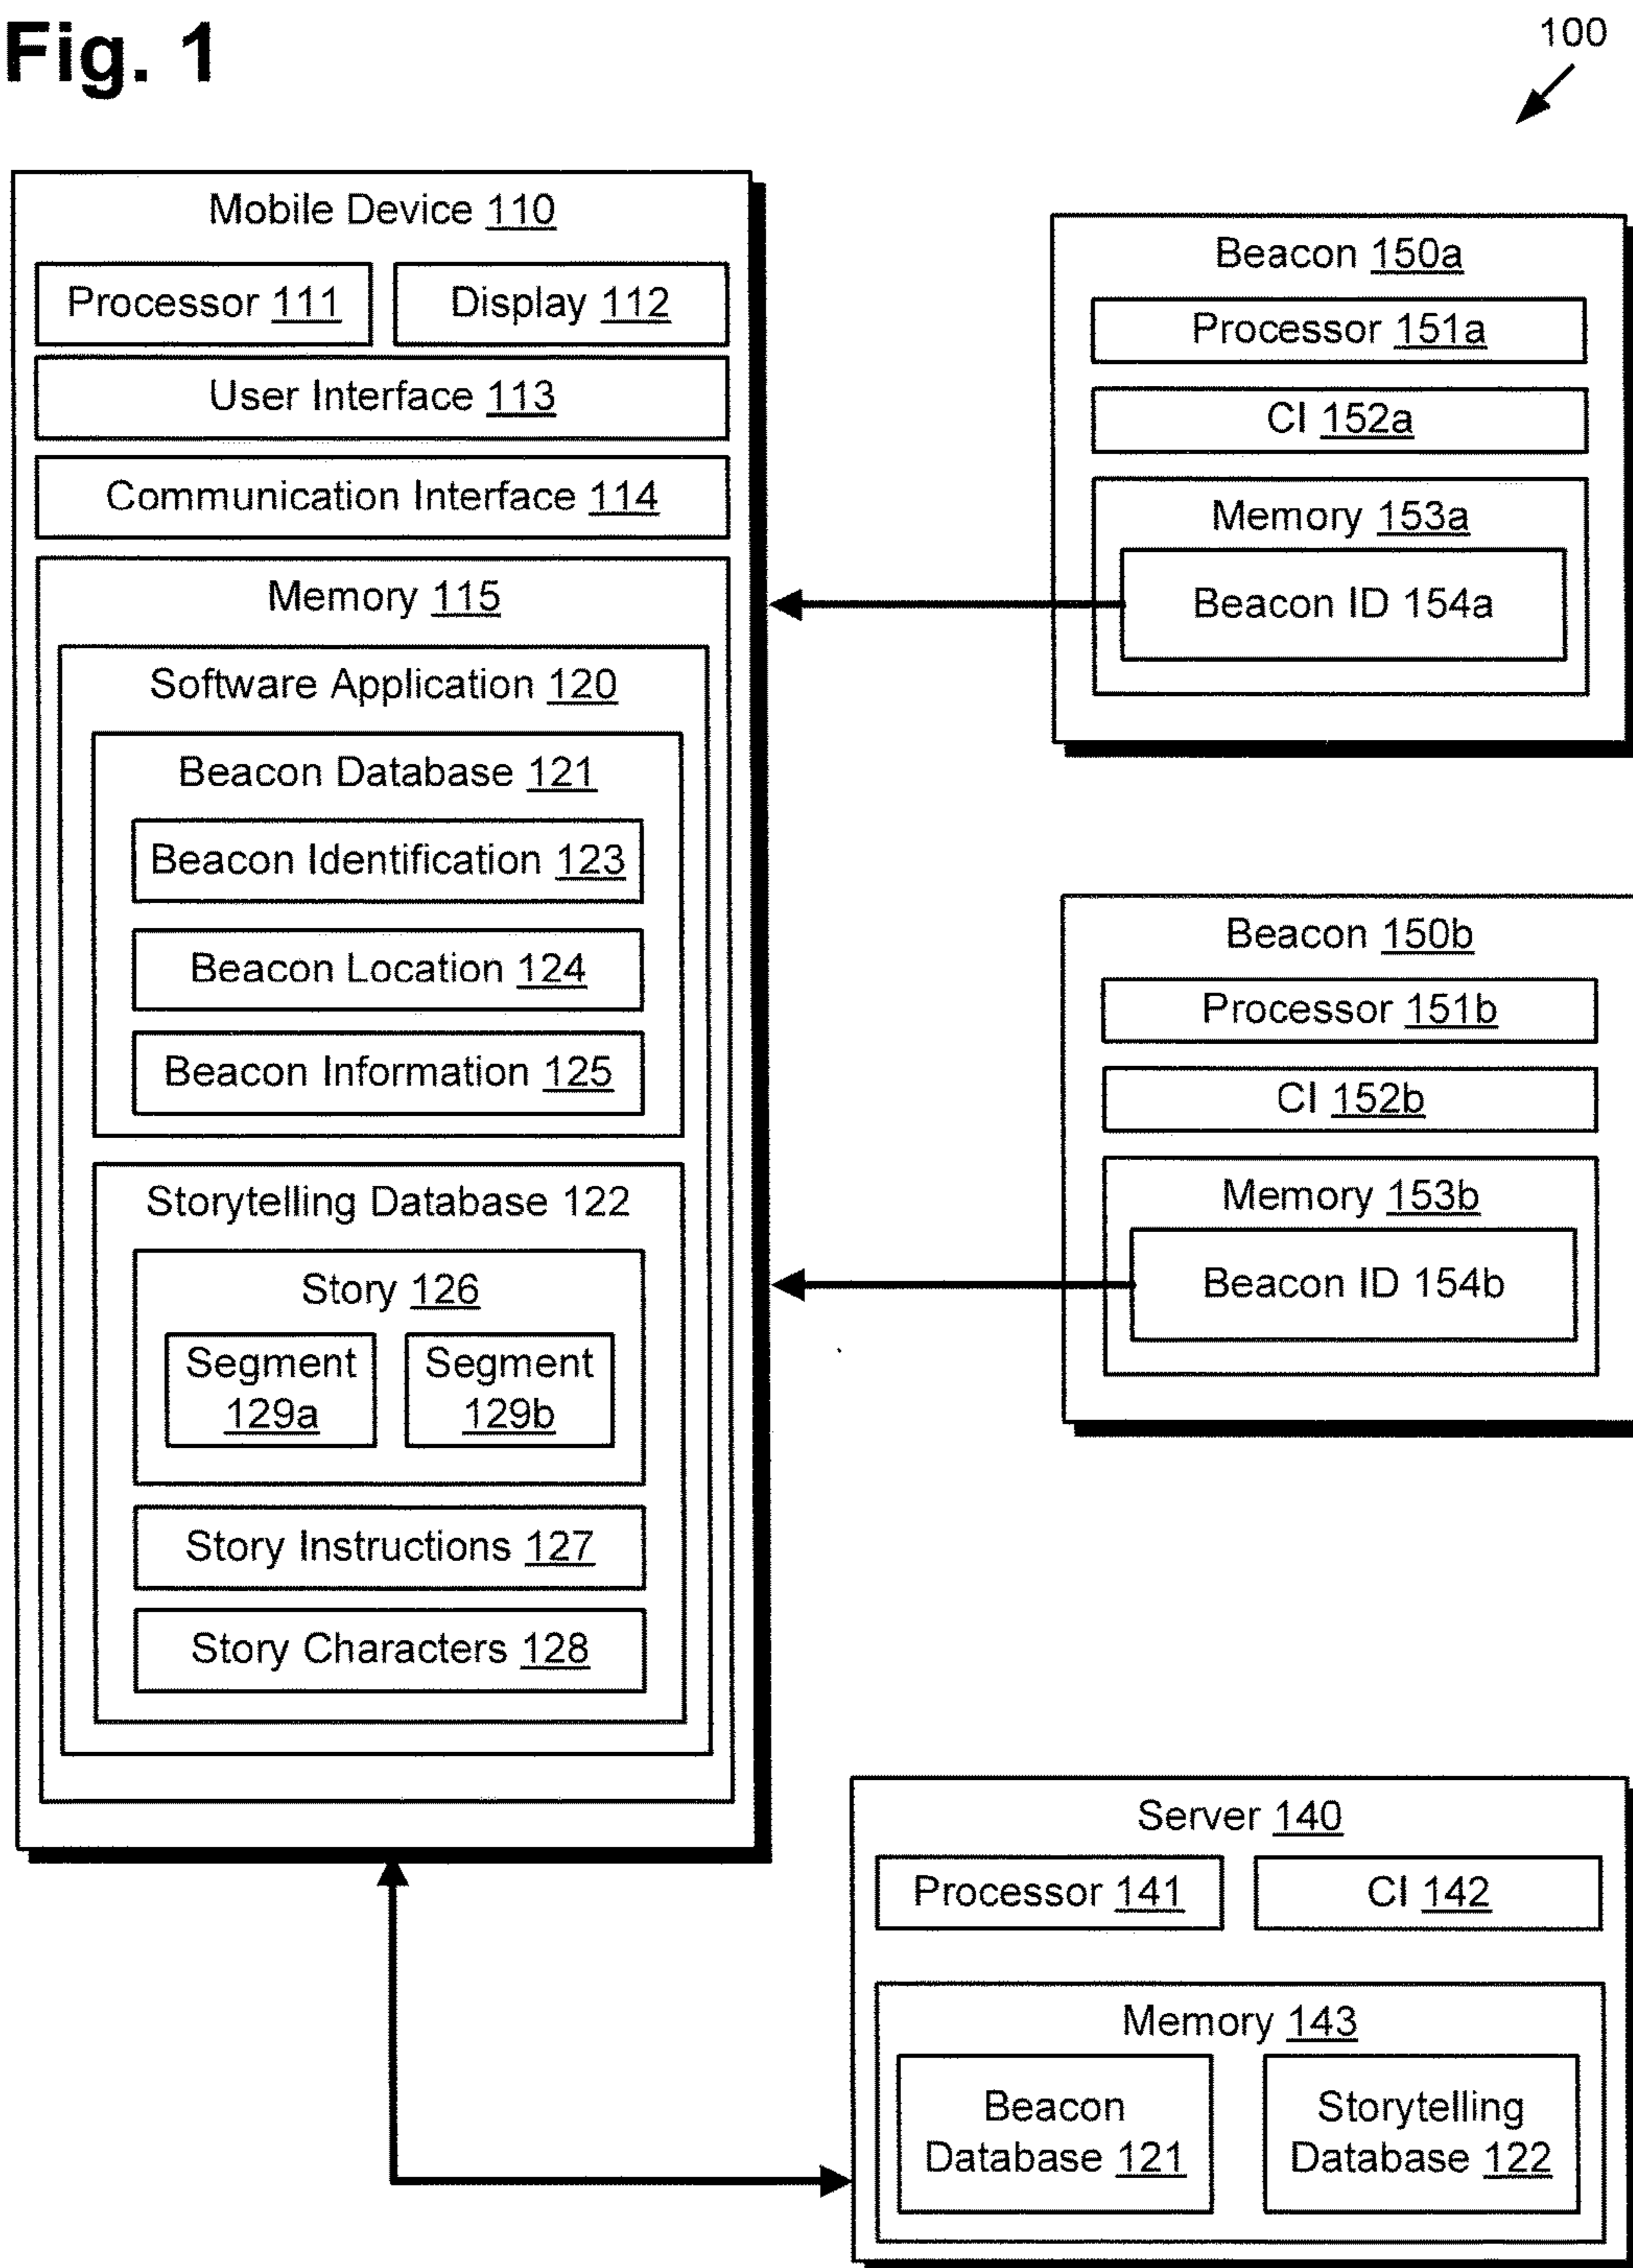 Fig. 1
100
Mobile Device 110
Processor 111
Display 112
User Interface 113
Communication Interface 114
Memory 115
Software Application 120
Beacon Database 121
Beacon Identification 123
Beacon Location 124
Beacon Information 125
Storytelling Database 122
Story 126
Segment
129a
Segment
129b
Story Instructions 127
Story Characters 128
Beacon 150a
Processor 151a
CI 152a
Memory 153a
Beacon ID 154a
Beacon 150b
Processor 151b
CI 152b
Memory 153b
Beacon ID 154b
Server 140
Processor 141
CI 142
Memory 143
Beacon
Database 121
Storytelling
Database 122